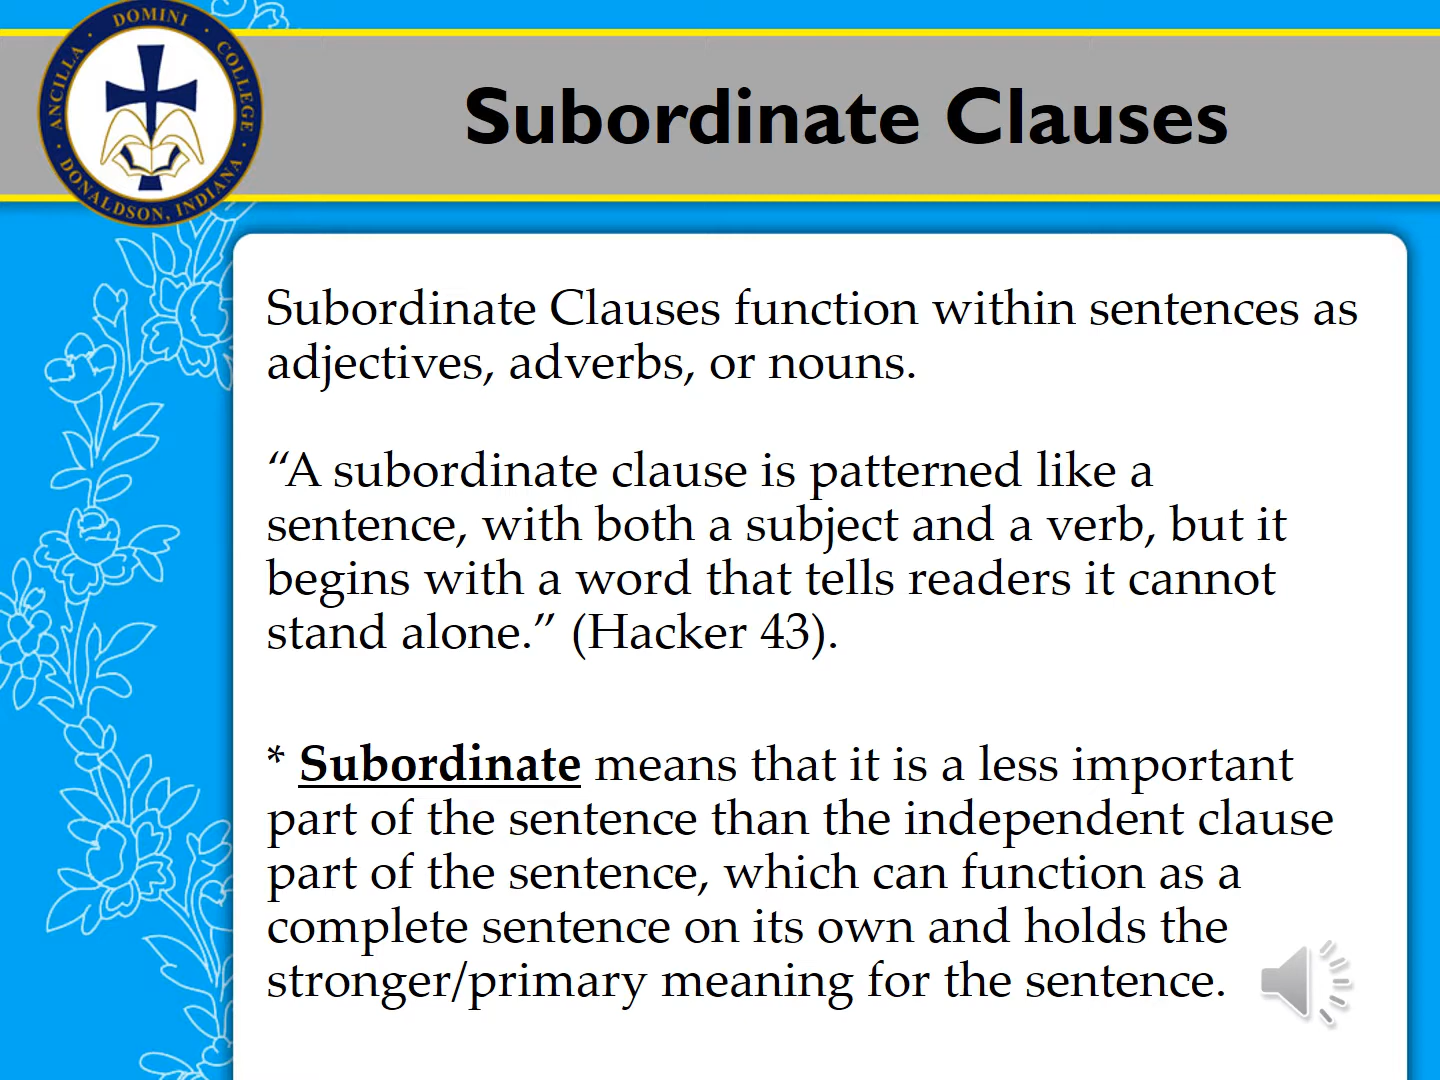 ANCILLA · DOMINI · COLLEGE ·
· DONALDSON, INDIANA
Subordinate Clauses
Subordinate Clauses function within sentences as
adjectives, adverbs, or nouns.
“A subordinate clause is patterned like a
sentence, with both a subject and a verb, but it
begins with a word that tells readers it cannot
stand alone.” (Hacker 43).
* Subordinate means that it is a less important
part of the sentence than the independent clause
part of the sentence, which can function as a
complete sentence on its own and holds the
stronger/primary meaning for the sentence.